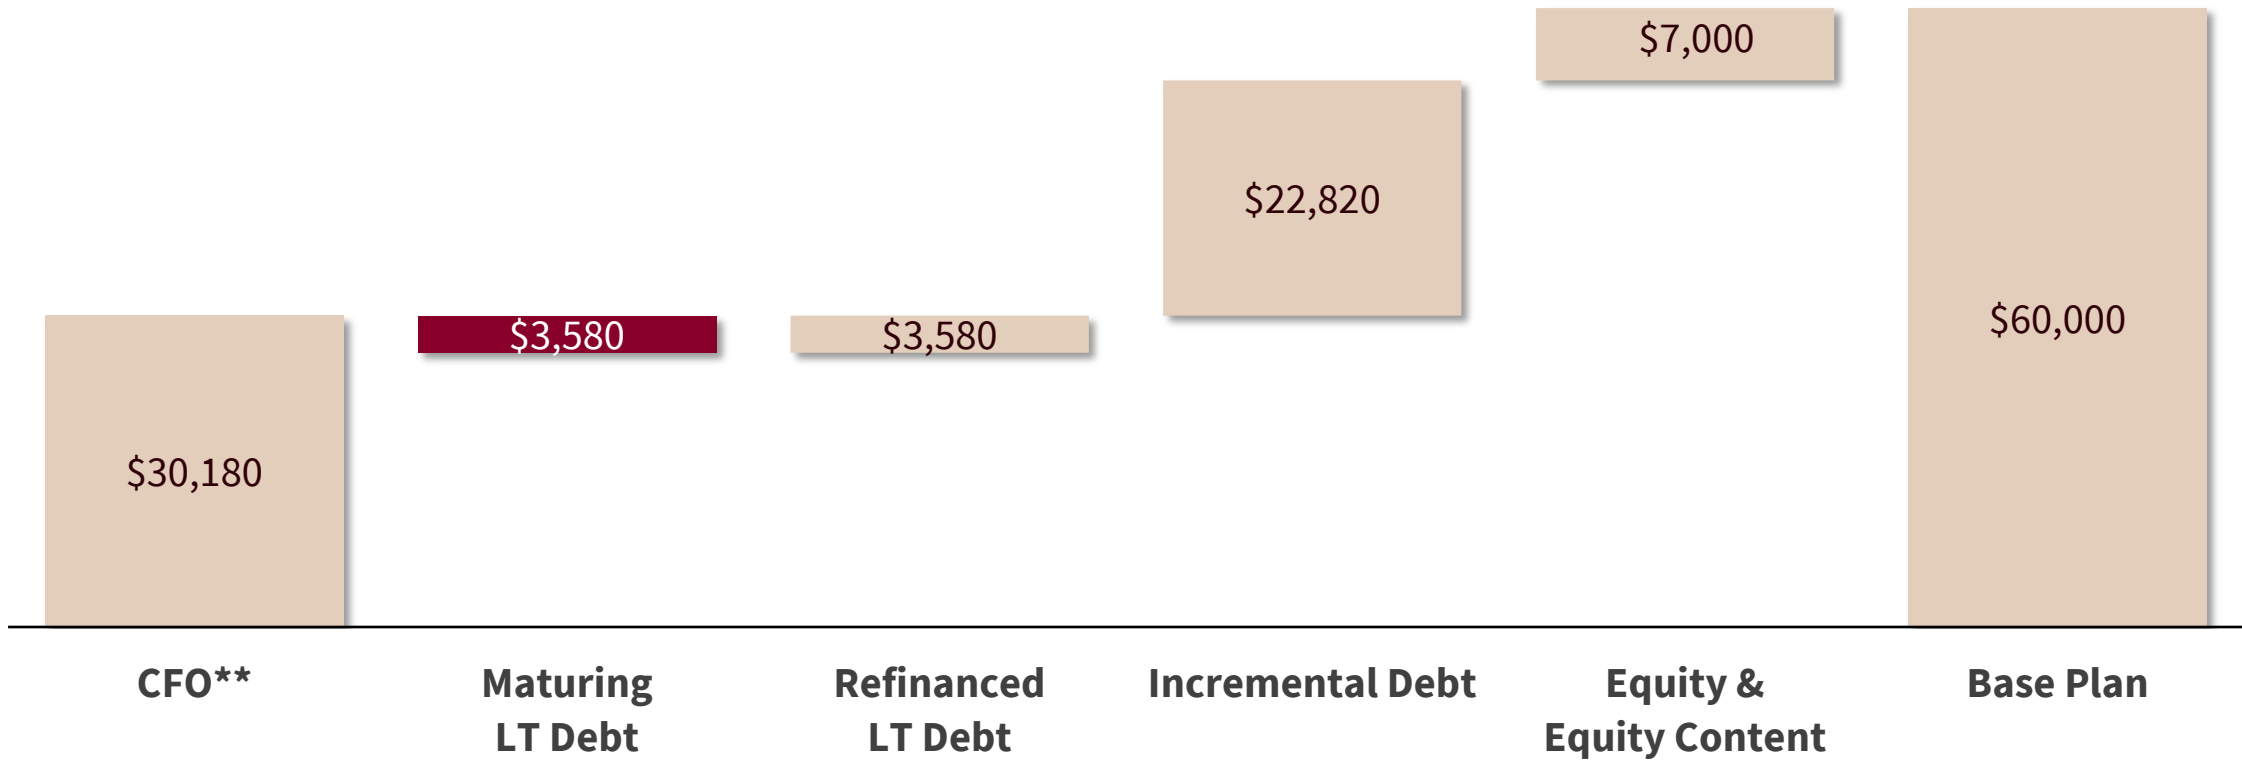 $7,000
$22,820
$60,000
$3,580
$3,580
$30,180
CFO**
Maturing
LT Debt
Refinanced
LT Debt
Incremental Debt
Equity &
Equity Content
Base Plan